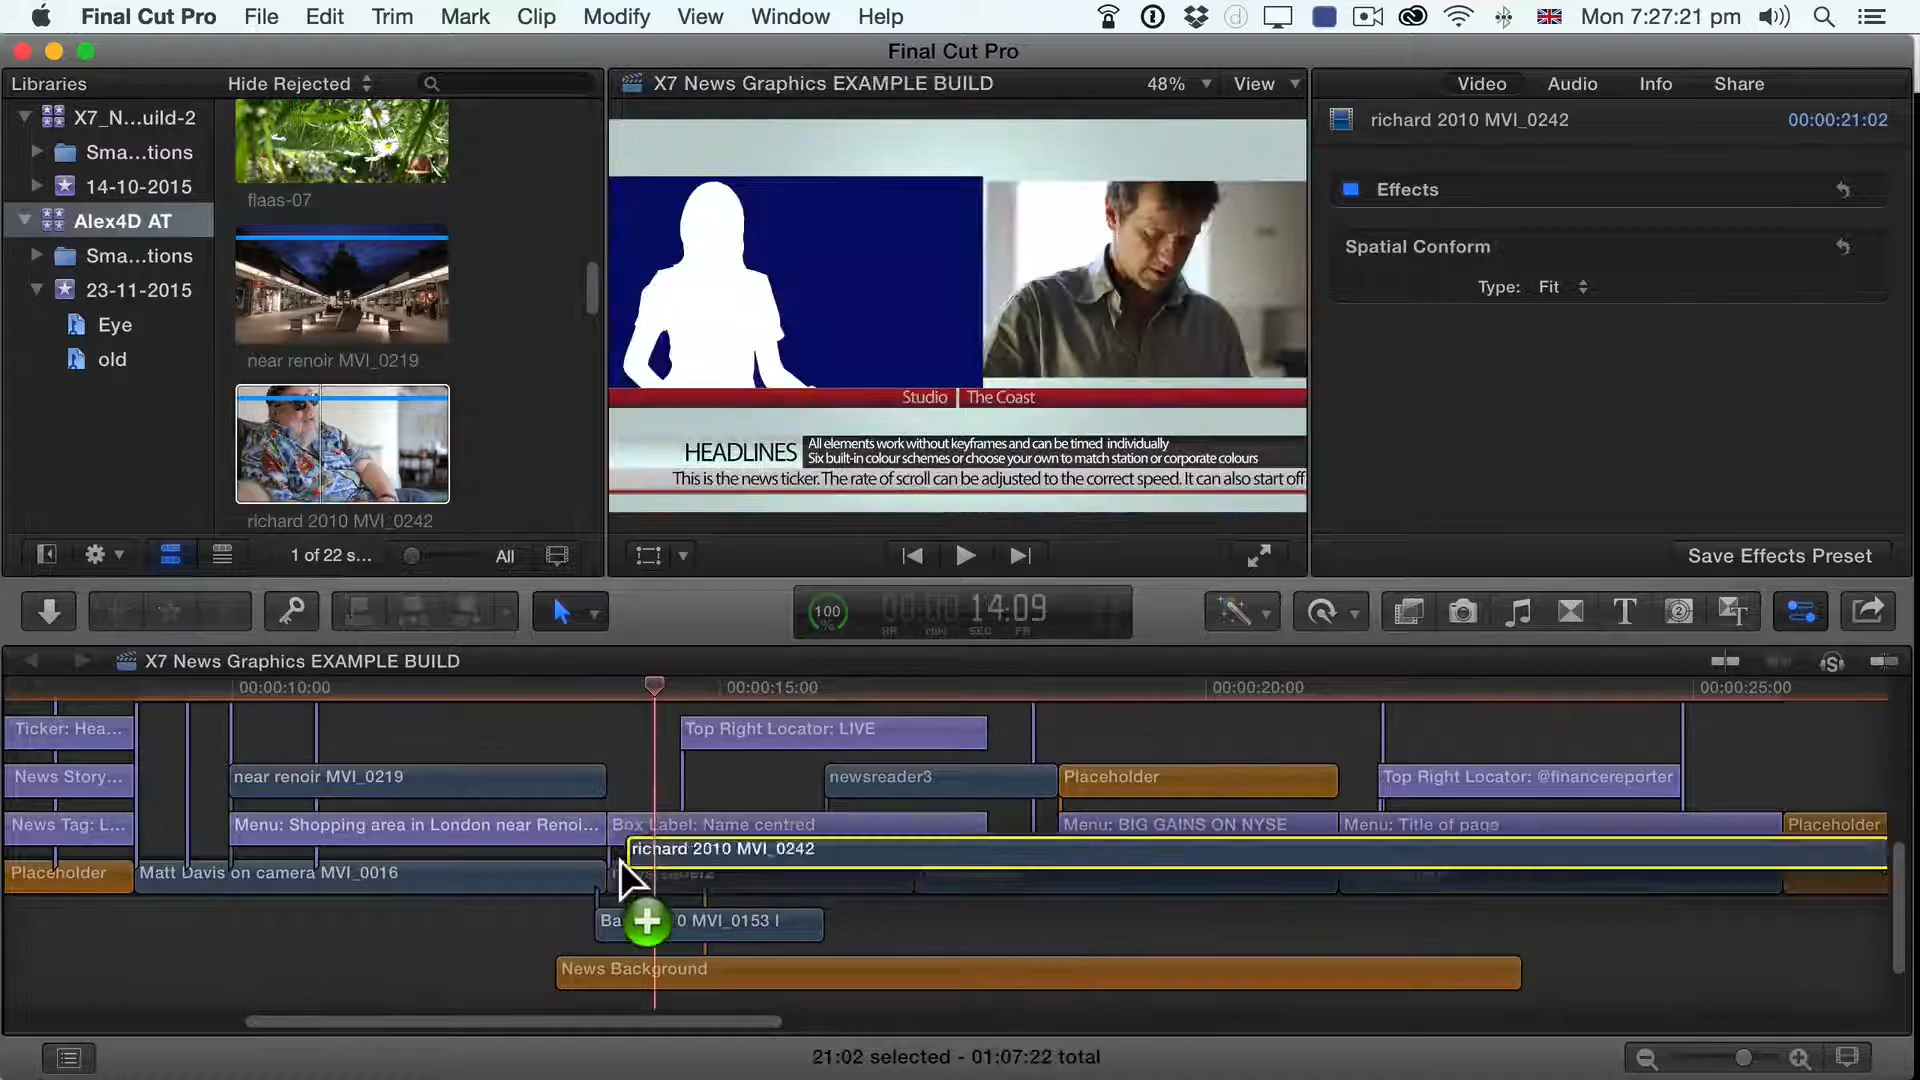 Final Cut Pro File Edit Trim Mark Clip Modify View Window Help Mon 7:27:21 pm
Final Cut Pro
Libraries Hide Rejected
X7 News Graphics EXAMPLE BUILD 48% View
Video Audio Info Share
X7_N...uild-2
Sma...tions
14-10-2015
Alex4D AT
Sma...tions
23-11-2015
Eye
old
flaas-07
near renoir MVI_0219
richard 2010 MVI_0242
1 of 22 s... All
Studio The Coast
HEADLINES
All elements work without keyframes and can be timed individually
Six built-in colour schemes or choose your own to match station or corporate colours
This is the news ticker. The rate of scroll can be adjusted to the correct speed. It can also start off
richard 2010 MVI_0242 00:00:21:02
Effects
Spatial Conform
Type: Fit
Save Effects Preset
100 %
00:00 14:09
HR MIN SEC FR
X7 News Graphics EXAMPLE BUILD
00:00:10:00 00:00:15:00 00:00:20:00 00:00:25:00
Ticker: Hea... Top Right Locator: LIVE
News Story... near renoir MVI_0219 newsreader3 Placeholder Top Right Locator: @financereporter
News Tag: L... Menu: Shopping area in London near Renoi... Box Label: Name centred Menu: BIG GAINS ON NYSE Menu: Title of page Placeholder
richard 2010 MVI_0242
Placeholder Matt Davis on camera MVI_0016
Ba 0 MVI_0153 I
News Background
21:02 selected - 01:07:22 total